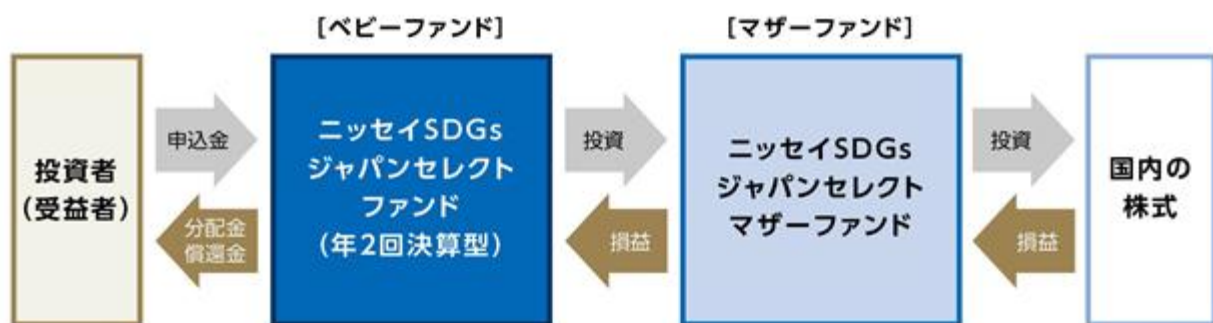 [ベビーファンド]
[マザーファンド]
投資者
(受益者)
申込金
分配金
償還金
ニッセイSDGs
ジャパンセレクト
ファンド
(年2回決算型)
投資
損益
ニッセイSDGs
ジャパンセレクト
マザーファンド
投資
損益
国内の
株式